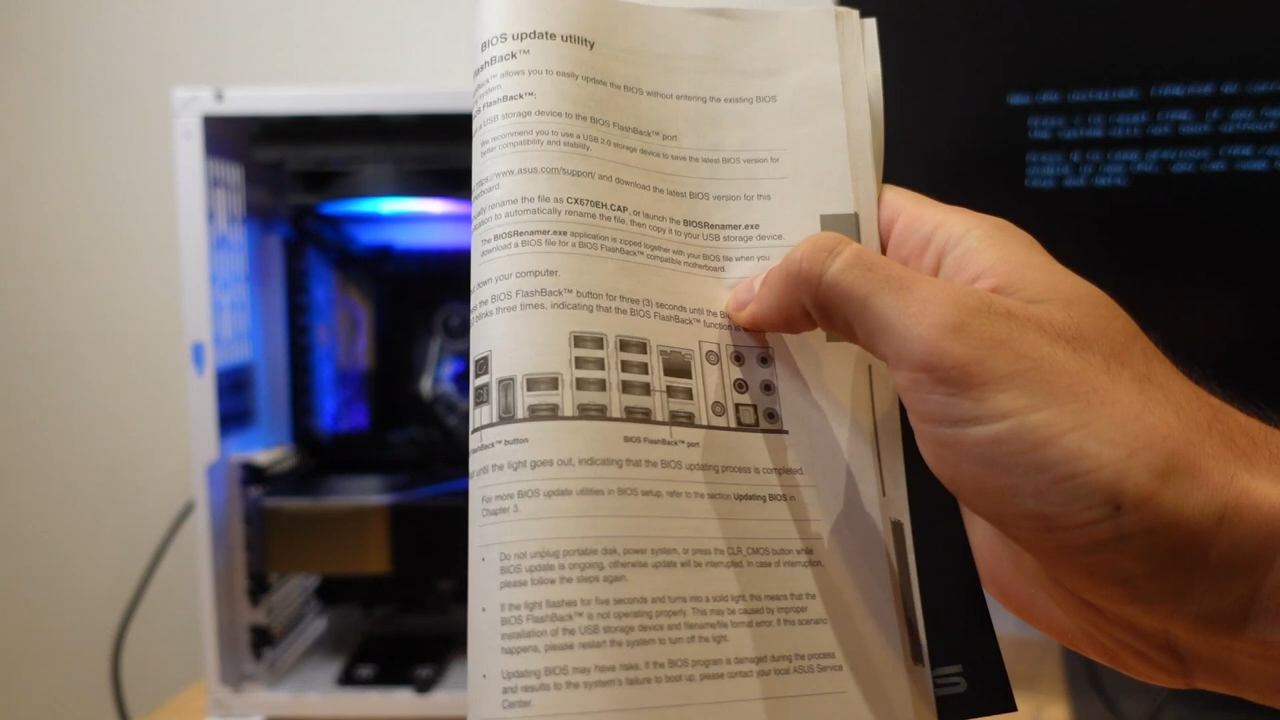 BIOS update utility
FlashBack™
Back™ allows you to easily update the BIOS without entering the existing BIOS
system.
OS FlashBack™:
a USB storage device to the BIOS FlashBack™ port.
We recommend you to use a USB 2.0 storage device to save the latest BIOS version for
better compatibility and stability.
https://www.asus.com/support/ and download the latest BIOS version for this
erboard.
ually rename the file as CX670EH.CAP, or launch the BIOSRenamer.exe
ication to automatically rename the file, then copy it to your USB storage device.
The BIOSRenamer.exe application is zipped together with your BIOS file when you
download a BIOS file for a BIOS FlashBack™ compatible motherboard.
down your computer.
the BIOS FlashBack™ button for three (3) seconds until the
blinks three times, indicating that the BIOS FlashBack™ function is
ashBack™ button
BIOS FlashBack™ port
until the light goes out, indicating that the BIOS updating process is completed.
For more BIOS update utilities in BIOS setup, refer to the section Updating BIOS in
Chapter 3.
• Do not unplug portable disk, power system, or press the CLR_CMOS button while
BIOS update is ongoing, otherwise update will be interrupted. In case of interruption,
please follow the steps again.
• If the light flashes for five seconds and turns into a solid light, this means that the
BIOS FlashBack™ is not operating properly. This may be caused by improper
installation of the USB storage device and filename/file format error. If this scenario
happens, please restart the system to turn off the light.
• Updating BIOS may have risks. If the BIOS program is damaged during the process
and results to the system's failure to boot up, please contact your local ASUS Service
Center.